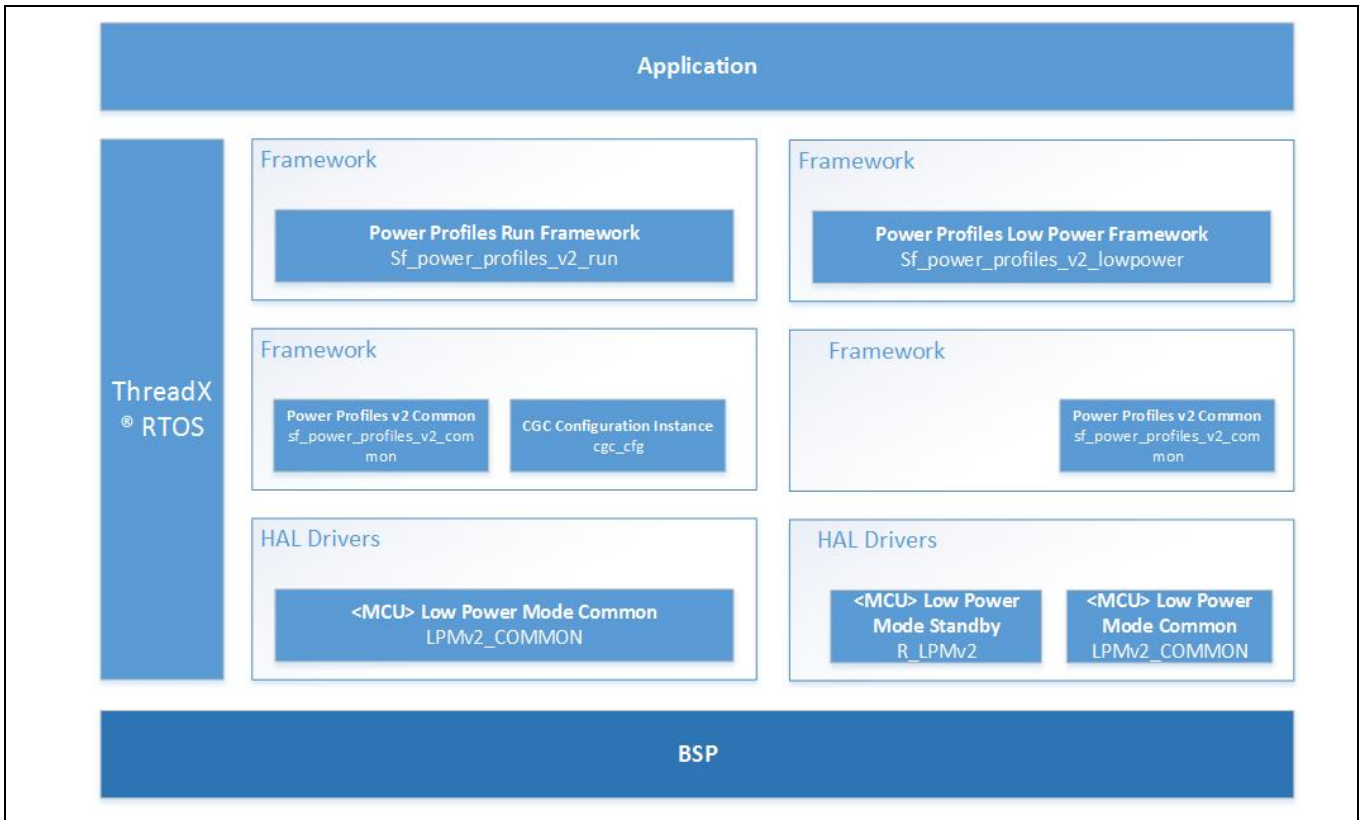 Application
ThreadX
® RTOS
Framework
Power Profiles Run Framework
Sf_power_profiles_v2_run
Framework
Power Profiles Low Power Framework
Sf_power_profiles_v2_lowpower
Framework
Power Profiles v2 Common
sf_power_profiles_v2_com
mon
CGC Configuration Instance
cgc_cfg
Framework
Power Profiles v2 Common
sf_power_profiles_v2_com
mon
HAL Drivers
<MCU> Low Power Mode Common
LPMv2_COMMON
HAL Drivers
<MCU> Low Power
Mode Standby
R_LPMv2
<MCU> Low Power
Mode Common
LPMv2_COMMON
BSP